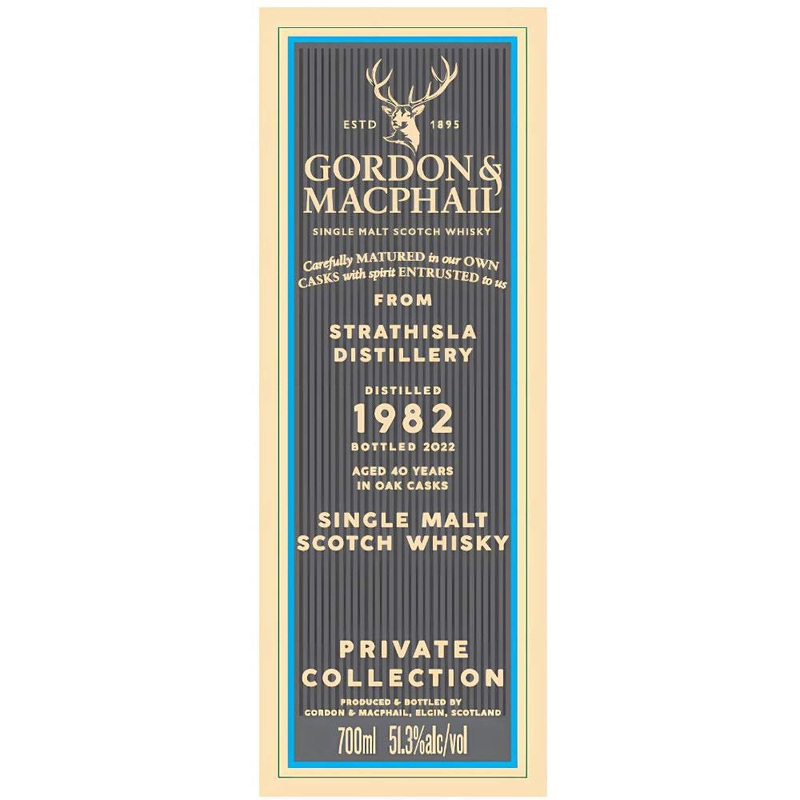 ESTD 1895
GORDON &
MACPHAIL
SINGLE MALT SCOTCH WHISKY
Carefully MATURED in our OWN
CASKS with spirit ENTRUSTED to us
FROM
STRATHISLA
DISTILLERY
DISTILLED
1982
BOTTLED 2022
AGED 40 YEARS
IN OAK CASKS
SINGLE MALT
SCOTCH WHISKY
PRIVATE
COLLECTION
PRODUCED & BOTTLED BY
GORDON & MACPHAIL, ELGIN, SCOTLAND
700ml 51.3%alc/vol